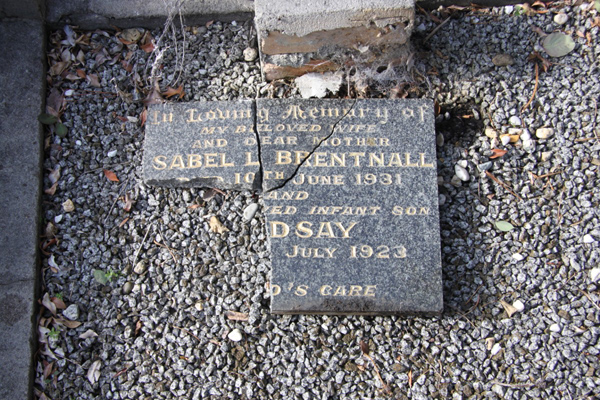 In Loving Memory of
MY BELOVED WIFE
AND DEAR MOTHER
SABEL L BRENTNALL
10TH JUNE 1931
AND
ED INFANT SON
DSAY
JULY 1923
D'S CARE